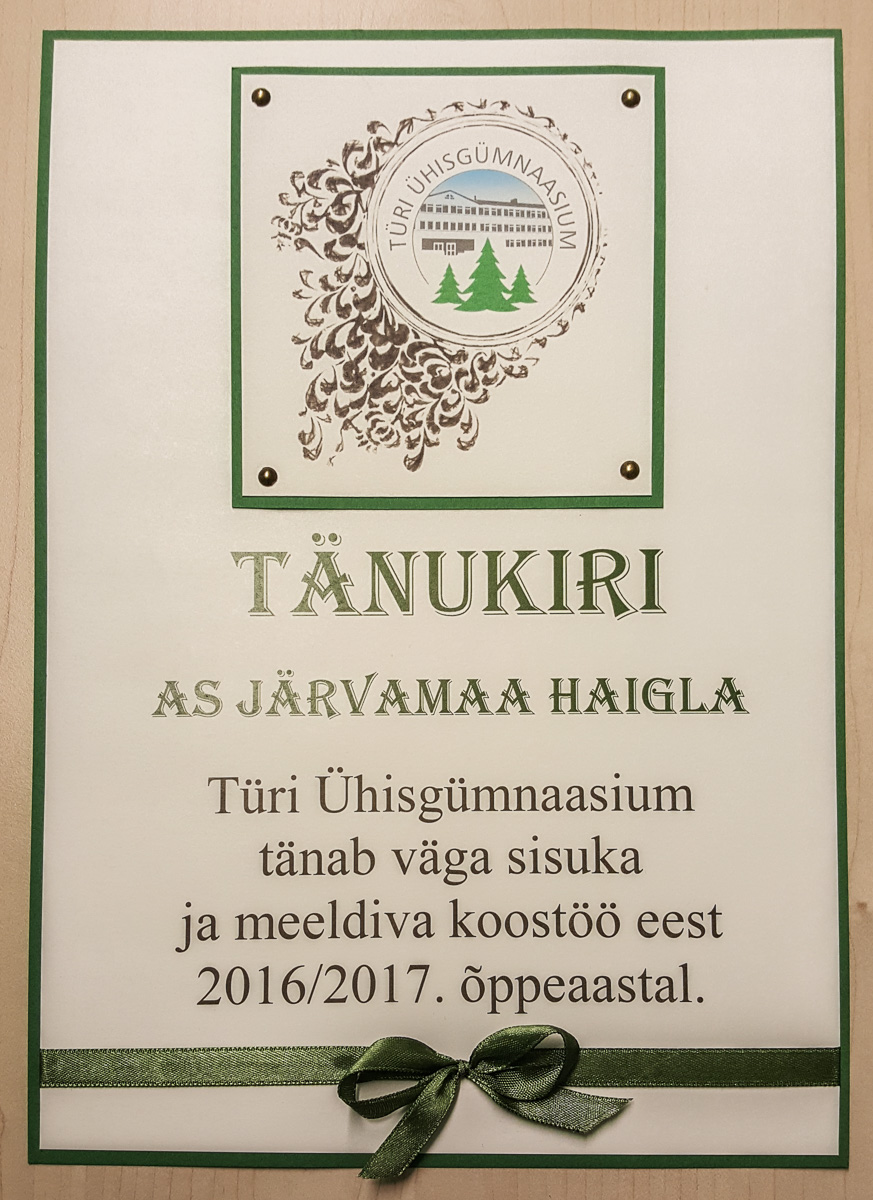 TÜRI ÜHISGÜMNAASIUM
TÄNUKIRI
AS JÄRVAMAA HAIGLA
Türi Ühisgümnaasium
tänab väga sisuka
ja meeldiva koostöö eest
2016/2017. õppeaastal.